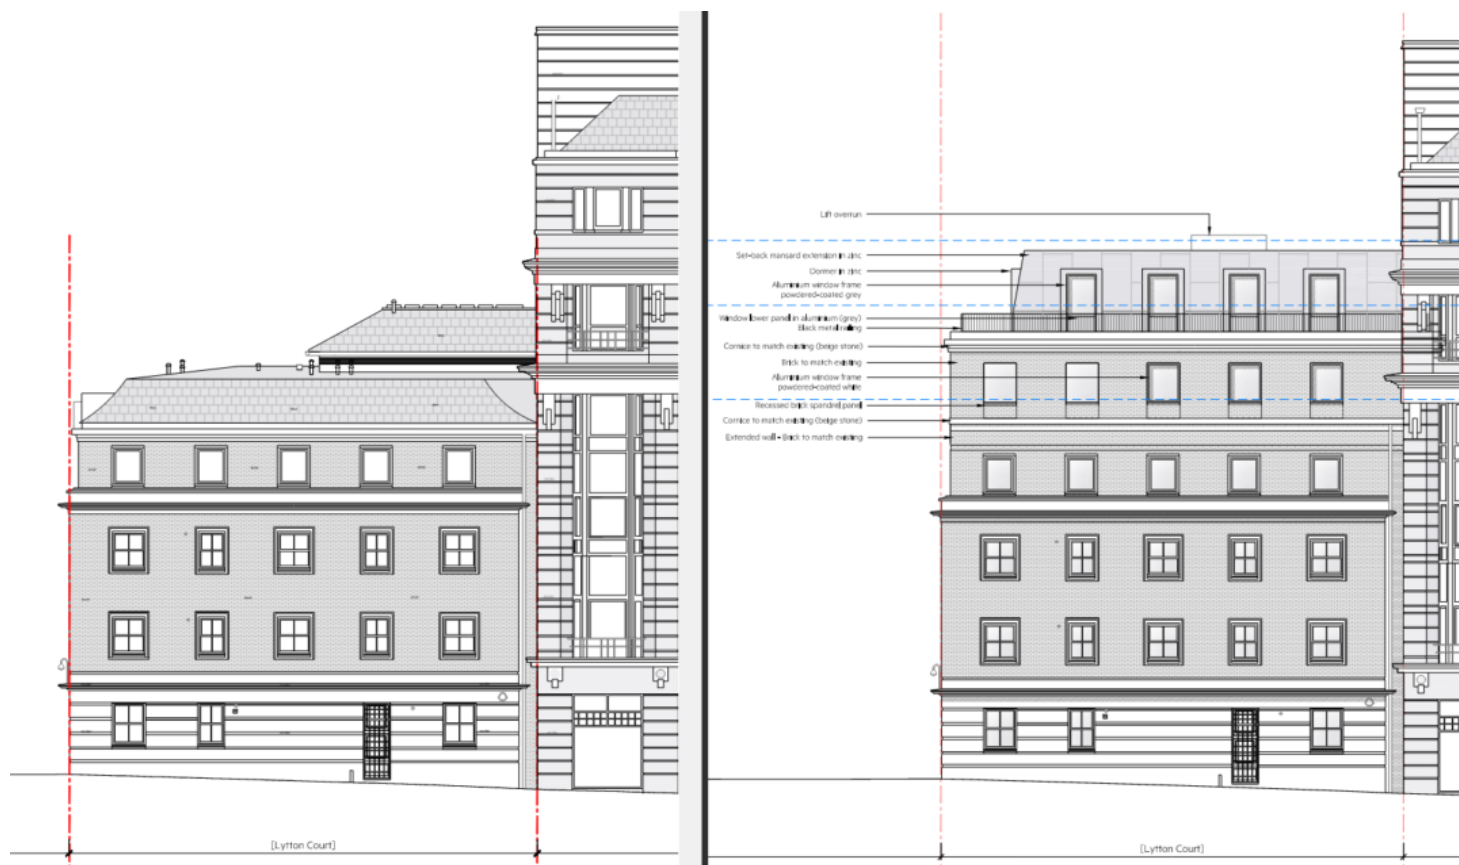 Lift overrun
Set-back mansard extension in zinc
Dormer in zinc
Aluminium window frame
powdered-coated grey
Window lower panel in aluminium (grey)
Black metal railing
Cornice to match existing (beige stone)
Brick to match existing
Aluminium window frame
powdered-coated white
Recessed brick spandrel panel
Cornice to match existing (beige stone)
Extended wall - Brick to match existing
[Lytton Court]
[Lytton Court]